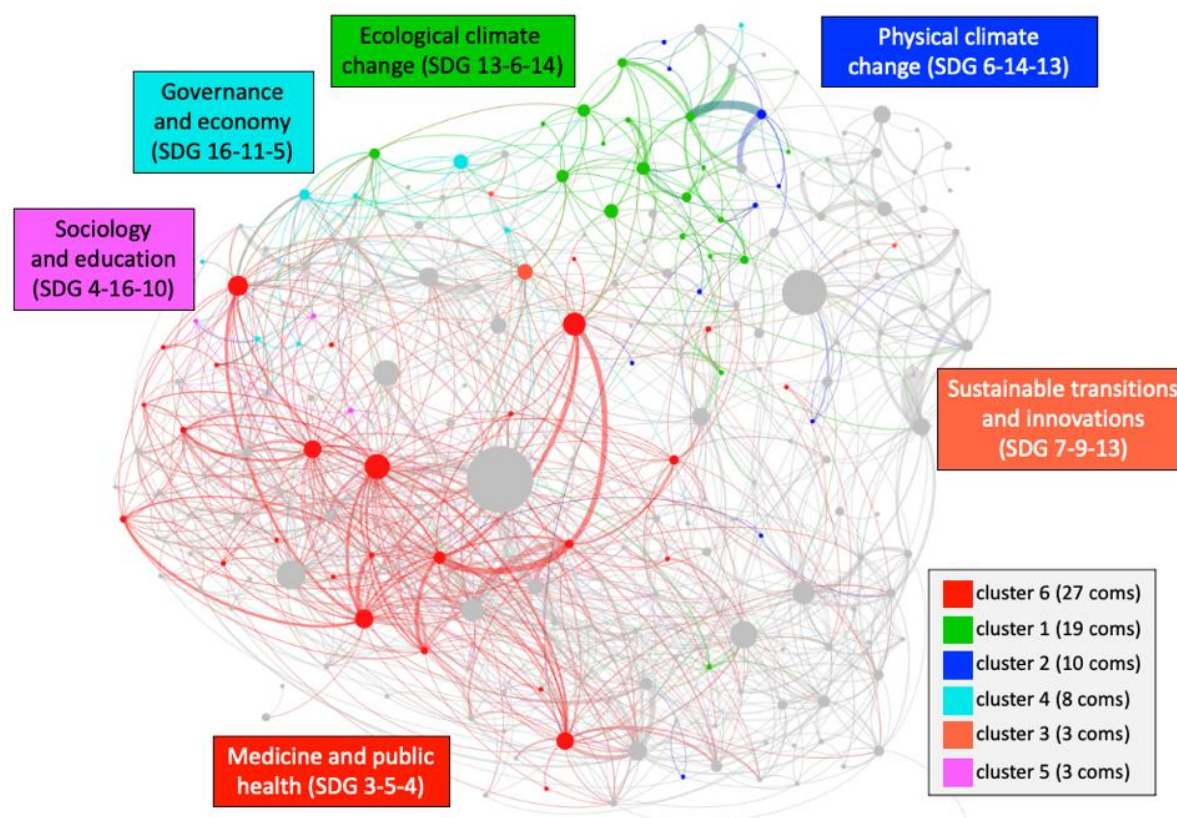 Ecological climate
change (SDG 13-6-14)
Physical climate
change (SDG 6-14-13)
Governance
and economy
(SDG 16-11-5)
Sociology
and education
(SDG 4-16-10)
Sustainable transitions
and innovations
(SDG 7-9-13)
Medicine and public
health (SDG 3-5-4)
cluster 6 (27 coms)
cluster 1 (19 coms)
cluster 2 (10 coms)
cluster 4 (8 coms)
cluster 3 (3 coms)
cluster 5 (3 coms)